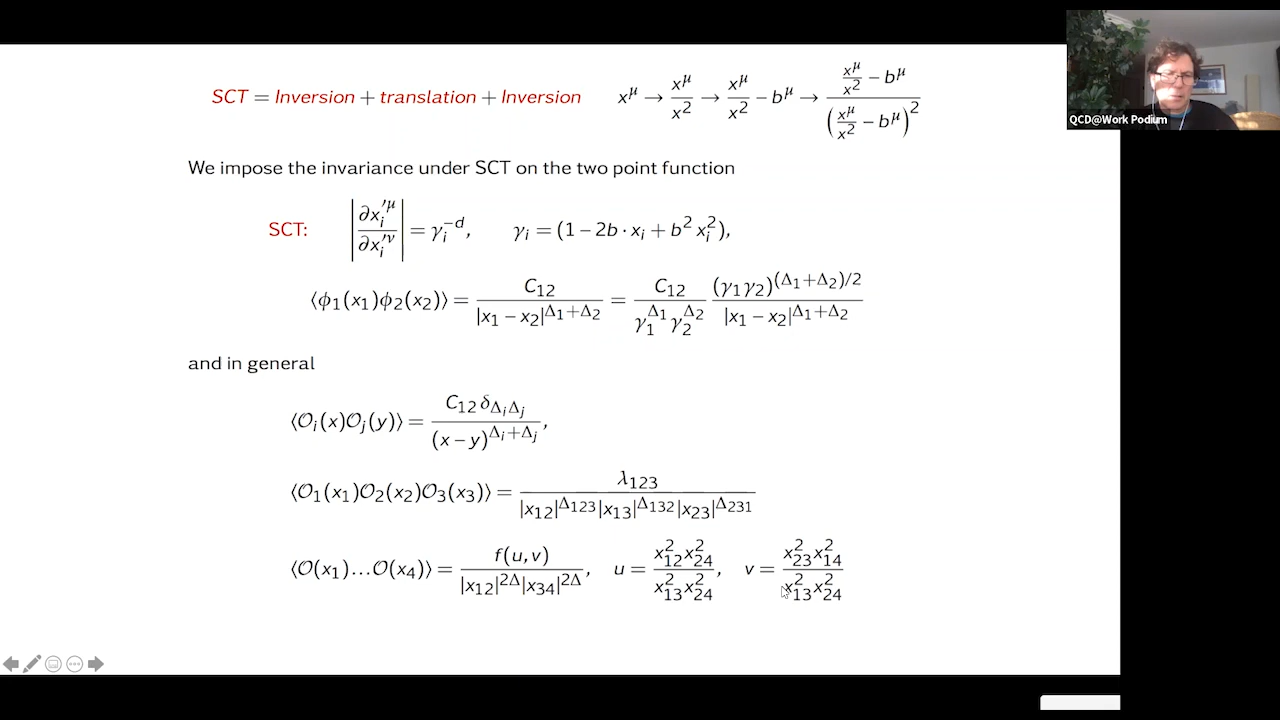 SCT = Inversion + translation + Inversion x^μ → x^μ/x^2 → x^μ/x^2 − b^μ → (x^μ/x^2 − b^μ)/(x^μ/x^2 − b^μ)^2
QCD@Work Podium
We impose the invariance under SCT on the two point function
SCT: |∂x_i'^μ/∂x_i'^ν| = γ_i^{−d}, γ_i = (1 − 2b · x_i + b^2 x_i^2),
⟨ϕ_1(x_1)ϕ_2(x_2)⟩ = C_12/|x_1 − x_2|^{Δ_1+Δ_2} = C_12/(γ_1^{Δ_1} γ_2^{Δ_2}) (γ_1γ_2)^{(Δ_1+Δ_2)/2}/|x_1 − x_2|^{Δ_1+Δ_2}
and in general
⟨O_i(x)O_j(y)⟩ = C_12 δ_{Δ_iΔ_j}/(x − y)^{Δ_i+Δ_j},
⟨O_1(x_1)O_2(x_2)O_3(x_3)⟩ = λ_123/(|x_12|^{Δ_123}|x_13|^{Δ_132}|x_23|^{Δ_231})
⟨O(x_1)...O(x_4)⟩ = f(u,v)/(|x_12|^{2Δ}|x_34|^{2Δ}), u = x_12^2 x_24^2/(x_13^2 x_24^2), v = x_23^2 x_14^2/(x_13^2 x_24^2)